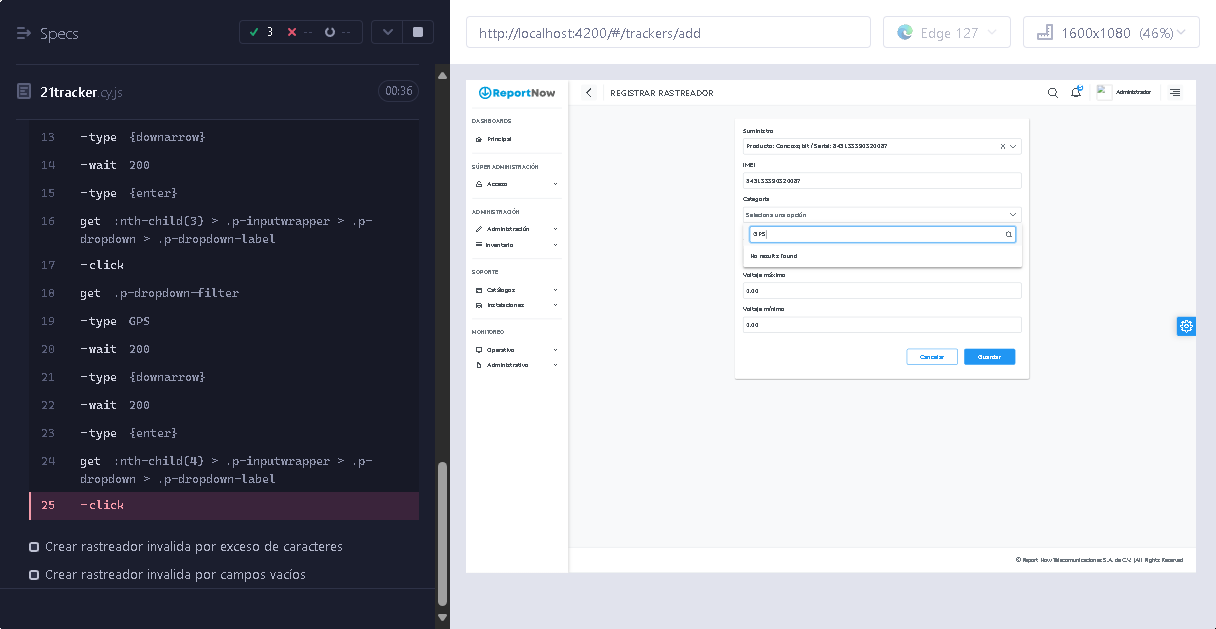 Specs
3
--
--
21tracker.cy.js
00:36
13 -type {downarrow}
14 -wait 200
15 -type {enter}
16 get :nth-child(3) > .p-inputwrapper > .p-
dropdown > .p-dropdown-label
17 -click
18 get .p-dropdown-filter
19 -type GPS
20 -wait 200
21 -type {downarrow}
22 -wait 200
23 -type {enter}
24 get :nth-child(4) > .p-inputwrapper > .p-
dropdown > .p-dropdown-label
25 -click
Crear rastreador invalida por exceso de caracteres
Crear rastreador invalida por campos vacíos
http://localhost:4200/#/trackers/add
Edge 127
1600x1080 (46%)
ReportNow
DASHBOARDS
Principal
SÚPER ADMINISTRACIÓN
Acceso
ADMINISTRACIÓN
Administración
Inventario
SOPORTE
Catálogos
Instalaciones
MONITOREO
Operativo
Administrativo
REGISTRAR RASTREADOR
Administrador
Suministro
Producto: Concox gbit / Serial: 843133390320087
IMEI
843133390320087
Categoría
Selecciona una opción
GPS
No results found
Voltaje máximo
0.00
Voltaje mínimo
0.00
Cancelar
Guardar
© Report Now Telecomunicaciones S.A. de C.V. | All Rights Reserved